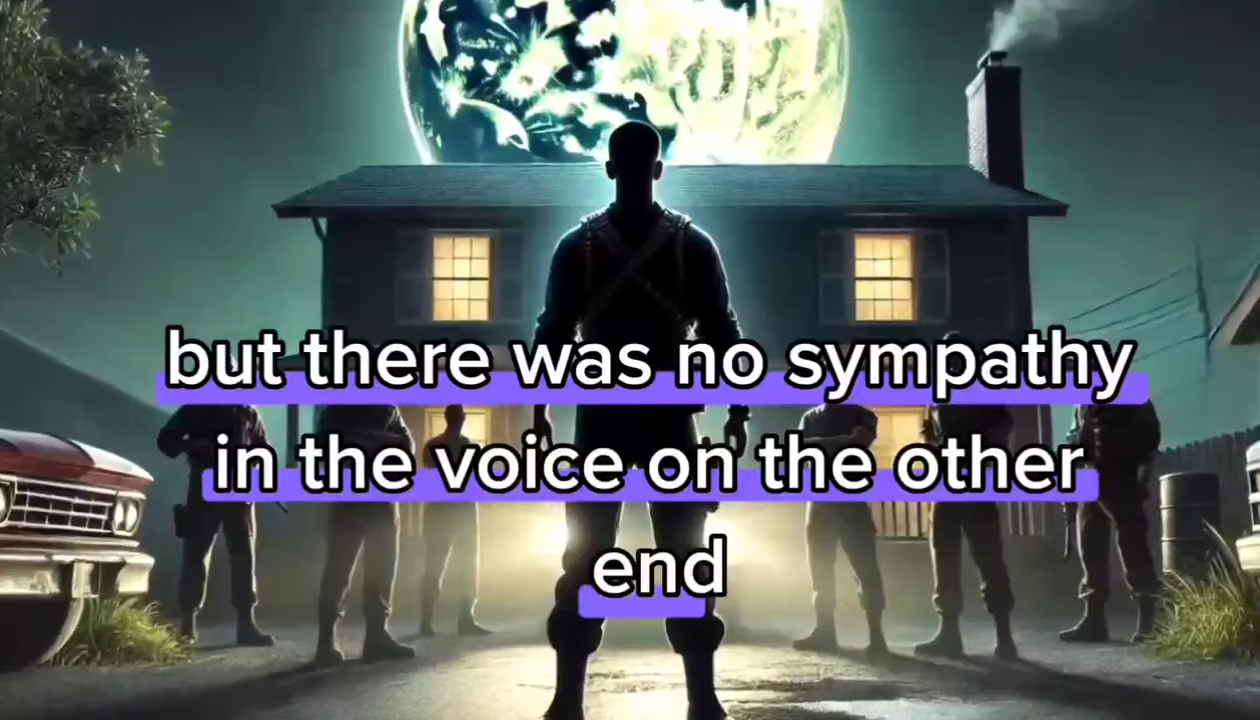 but there was no sympathy
in the voice on the other
end